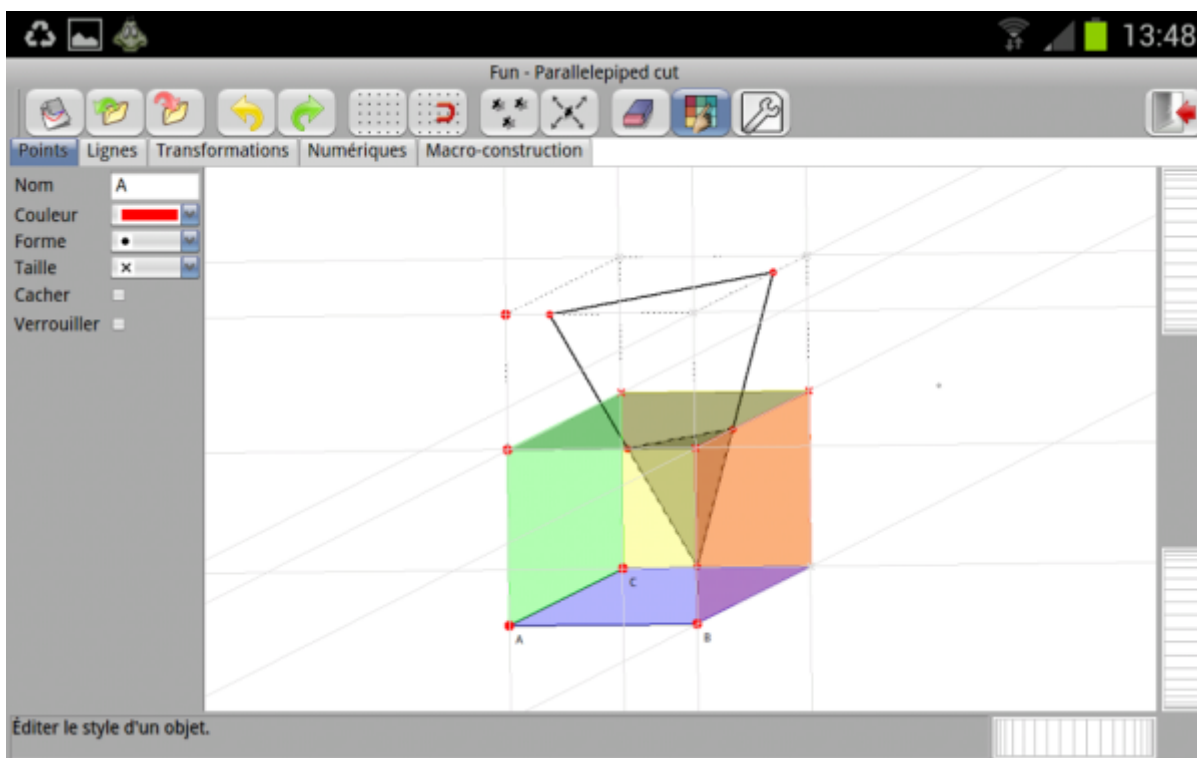 13:48
Fun - Parallelepiped cut
Points Lignes Transformations Numériques Macro-construction
Nom A
Couleur
Forme
Taille
Cacher
Verrouiller
C
A B
Éditer le style d'un objet.